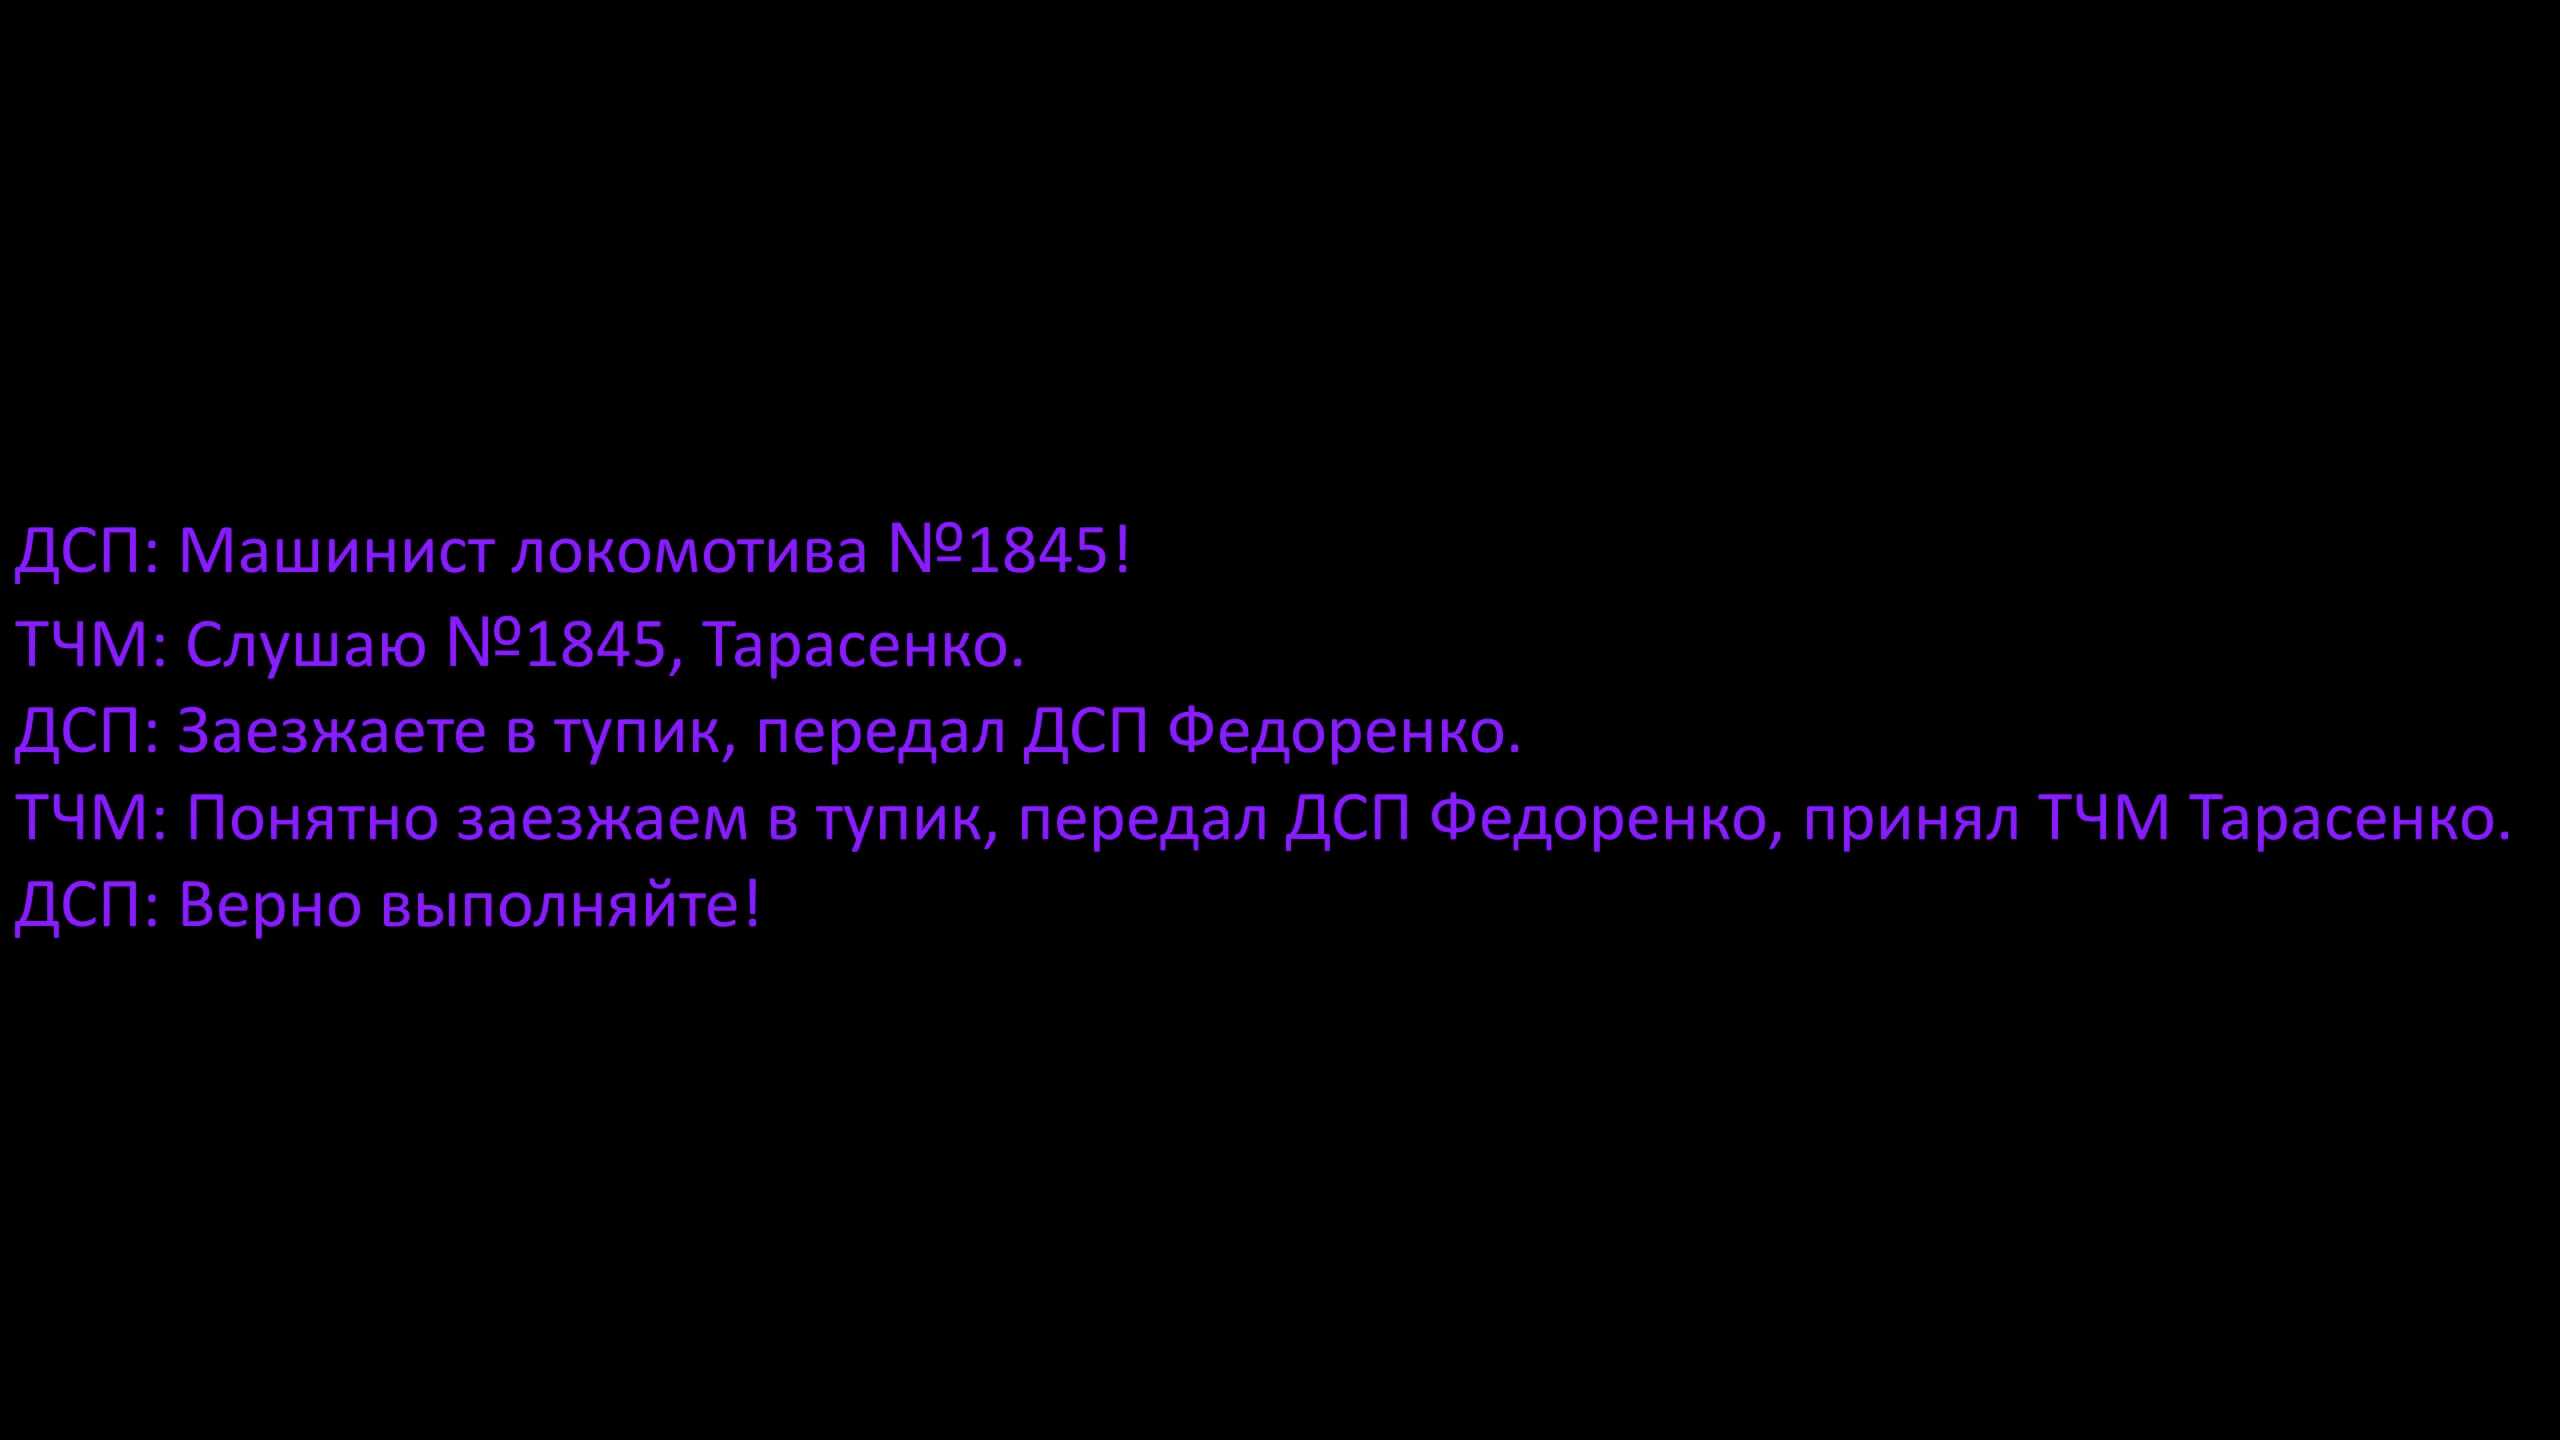 ДСП: Машинист локомотива №1845!
ТЧМ: Слушаю №1845, Тарасенко.
ДСП: Заезжаете в тупик, передал ДСП Федоренко.
ТЧМ: Понятно заезжаем в тупик, передал ДСП Федоренко, принял ТЧМ Тарасенко.
ДСП: Верно выполняйте!